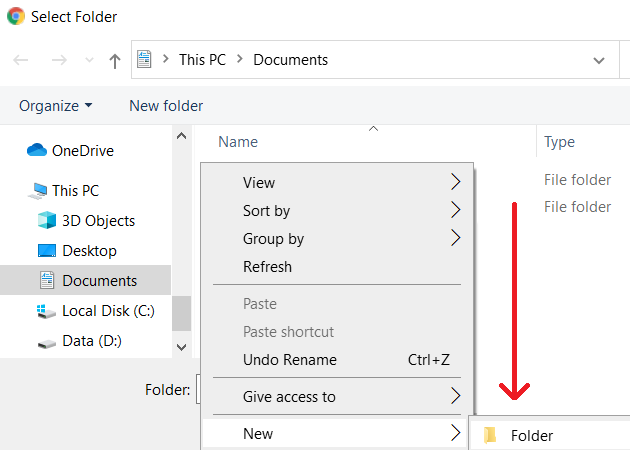 Select Folder
This PC Documents
Organize New folder
Name Type
OneDrive
This PC
3D Objects
Desktop
Documents
Local Disk (C:)
Data (D:)
File folder
File folder
View
Sort by
Group by
Refresh
Paste
Paste shortcut
Undo Rename Ctrl+Z
Give access to
New
Folder
Folder: